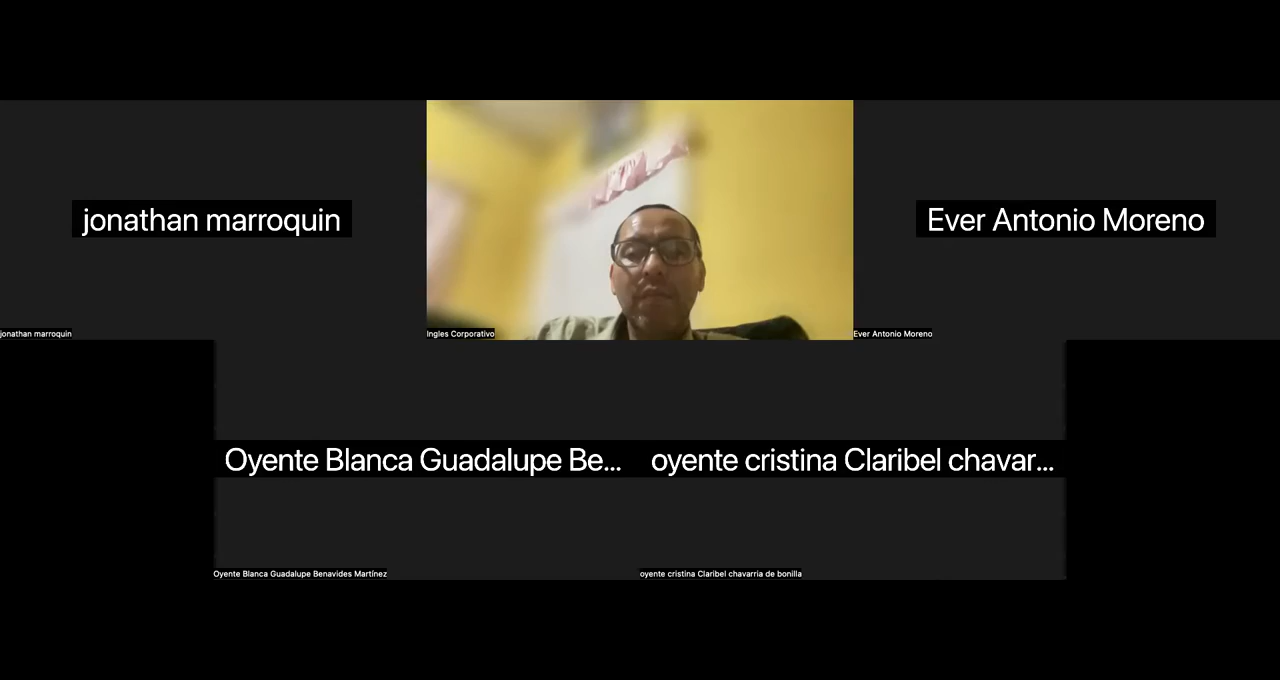 jonathan marroquin
Ever Antonio Moreno
jonathan marroquin
Ingles Corporativo
Ever Antonio Moreno
Oyente Blanca Guadalupe Be...
oyente cristina Claribel chavar...
Oyente Blanca Guadalupe Benavides Martínez
oyente cristina Claribel chavarria de bonilla